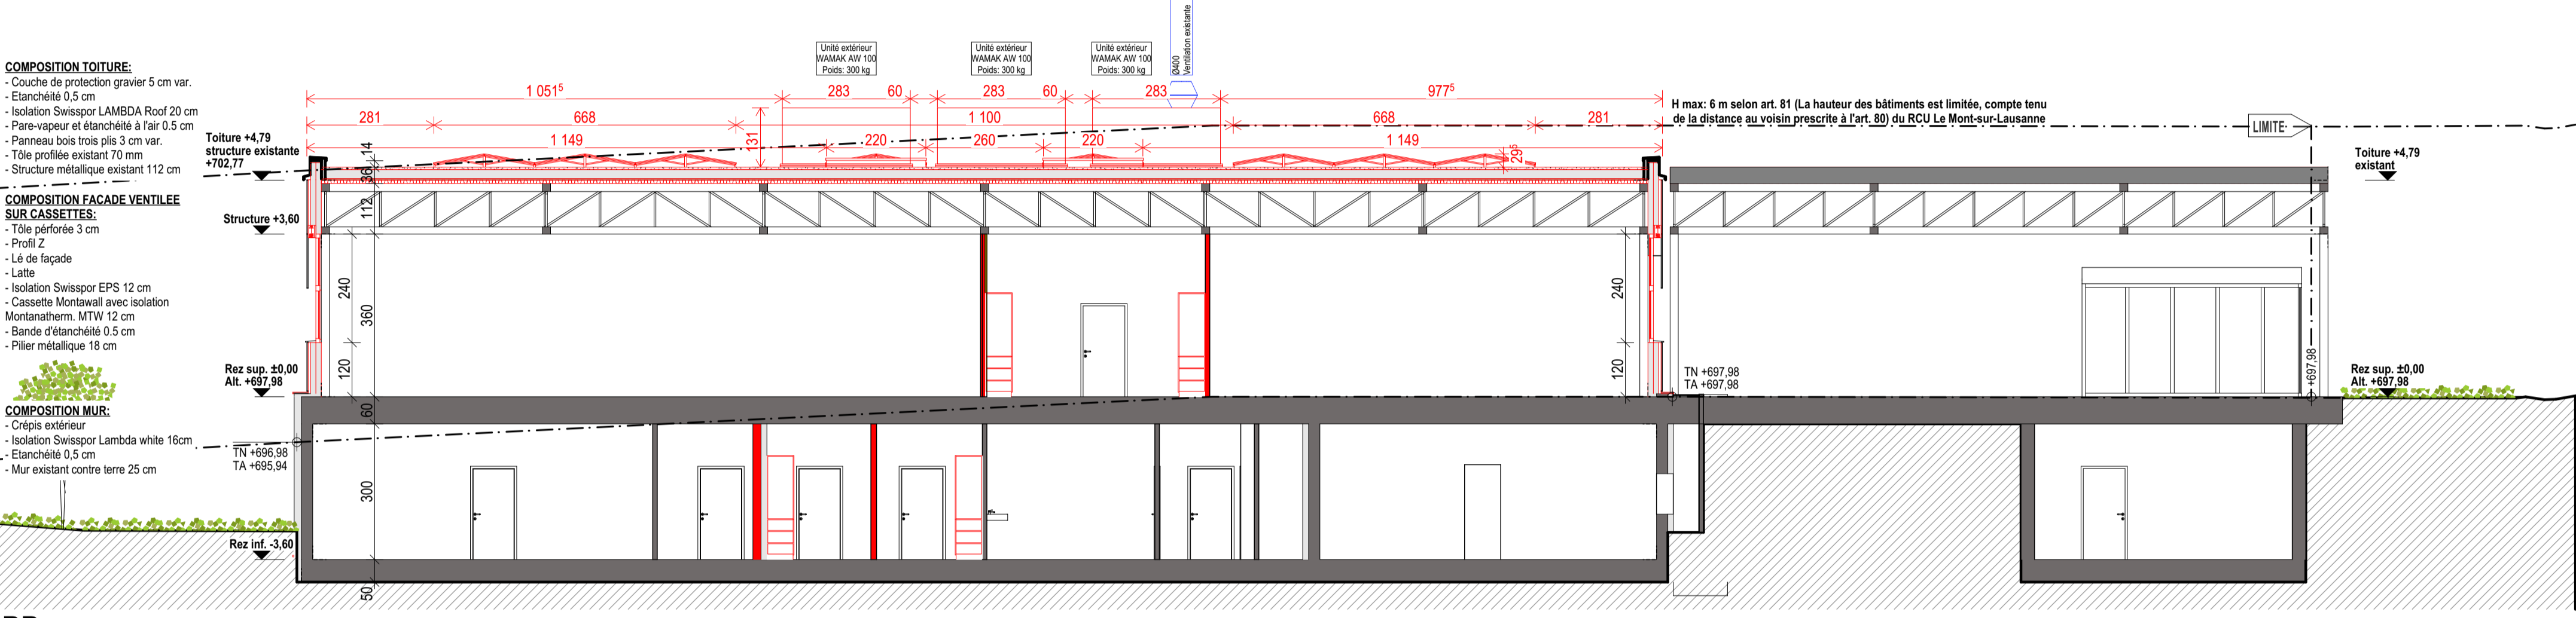 COMPOSITION TOITURE:
- Couche de protection gravier 5 cm var.
- Etanchéité 0,5 cm
- Isolation Swisspor LAMBDA Roof 20 cm
- Pare-vapeur et étanchéité à l'air 0.5 cm
- Panneau bois trois plis 3 cm var.
- Tôle profilée existant 70 mm
- Structure métallique existant 112 cm
COMPOSITION FACADE VENTILEE
SUR CASSETTES:
- Tôle pérforée 3 cm
- Profil Z
- Lé de façade
- Latte
- Isolation Swisspor EPS 12 cm
- Cassette Montawall avec isolation
Montanatherm. MTW 12 cm
- Bande d'étanchéité 0.5 cm
- Pilier métallique 18 cm
COMPOSITION MUR:
- Crépis extérieur
- Isolation Swisspor Lambda white 16cm
- Etanchéité 0,5 cm
- Mur existant contre terre 25 cm
Toiture +4,79
structure existante
+702,77
Structure +3,60
Rez sup. ±0,00
Alt. +697,98
TN +696,98
TA +695,94
Rez inf. -3,60
Unité extérieur
WAMAK AW 100
Poids: 300 kg
Unité extérieur
WAMAK AW 100
Poids: 300 kg
Unité extérieur
WAMAK AW 100
Poids: 300 kg
Ø400
Ventilation existante
1 051⁵ 283 60 283 60 283 977⁵
281 668 1 100 668 281
1 149 220 260 220 1 149
131
29⁵
14
36
112
240
360
120
60
300
50
240
120
H max: 6 m selon art. 81 (La hauteur des bâtiments est limitée, compte tenu
de la distance au voisin prescrite à l'art. 80) du RCU Le Mont-sur-Lausanne
LIMITE
Toiture +4,79
existant
TN +697,98
TA +697,98
+697,98
Rez sup. ±0,00
Alt. +697,98